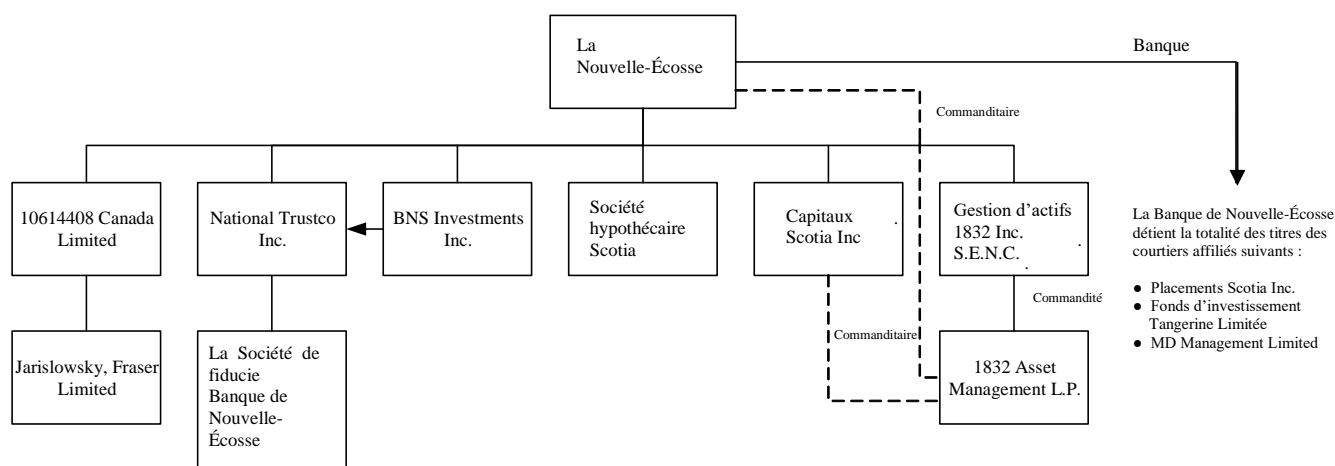 La
Nouvelle-Écosse
Banque
Commanditaire
10614408 Canada
Limited
National Trustco
Inc.
BNS Investments
Inc.
Société
hypothécaire
Scotia
Capitaux
Scotia Inc
.
Gestion d’actifs
1832 Inc.
S.E.N.C.
.
.
La Banque de Nouvelle-Écosse
détient la totalité des titres des
courtiers affiliés suivants :
● Placements Scotia Inc.
● Fonds d’investissement
Tangerine Limitée
● MD Management Limited
Commandité
Commanditaire
Jarislowsky, Fraser
Limited
La Société de
fiducie
Banque de
Nouvelle-
Écosse
1832 Asset
Management L.P.